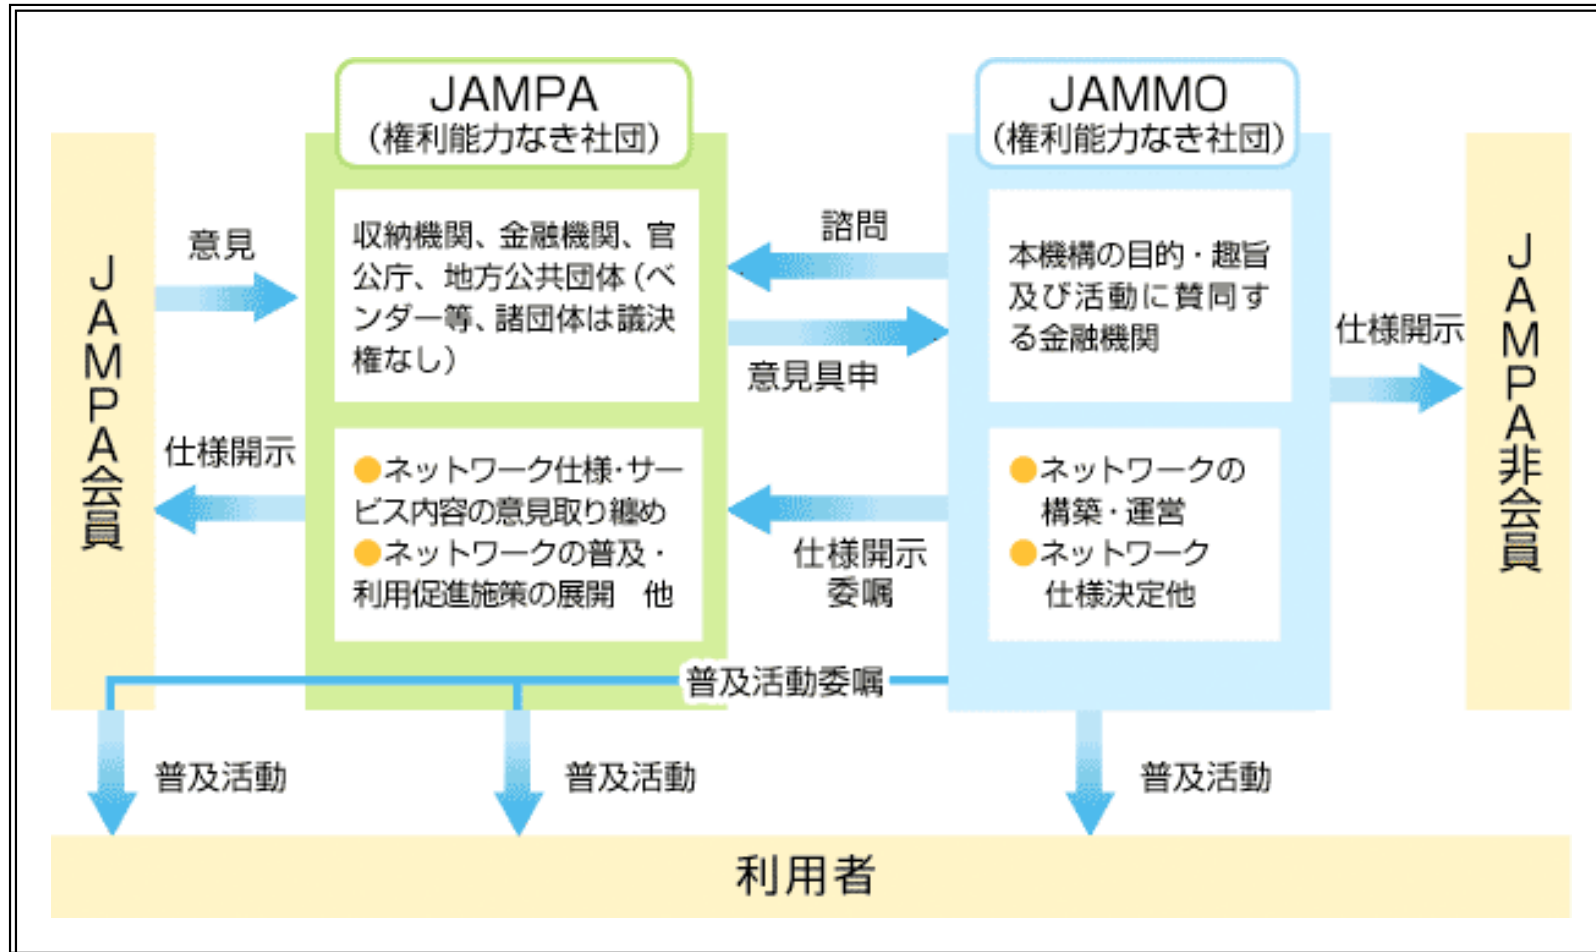 JAMPA
(権利能力なき社団)
JAMMO
(権利能力なき社団)
JAMPA会員
意見
仕様開示
収納機関、金融機関、官
公庁、地方公共団体(ベ
ンダー等、諸団体は議決
権なし)
●ネットワーク仕様・サー
ビス内容の意見取り纏め
●ネットワークの普及・
利用促進施策の展開 他
諮問
意見具申
仕様開示
委嘱
本機構の目的・趣旨
及び活動に賛同す
る金融機関
●ネットワークの
構築・運営
●ネットワーク
仕様決定他
仕様開示
JAMPA非会員
普及活動委嘱
普及活動
普及活動
普及活動
利用者